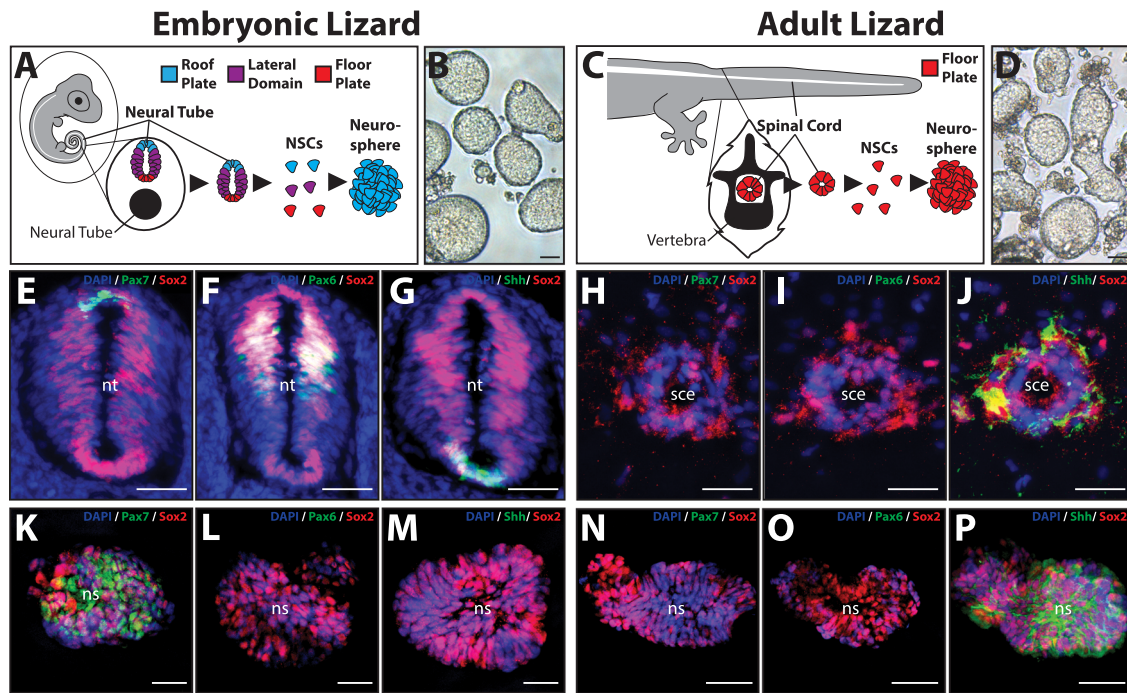 Embryonic Lizard
Adult Lizard
A
Roof
Plate
Lateral
Domain
Floor
Plate
Neural Tube
NSCs
Neuro-
sphere
Neural Tube
B
C
Floor
Plate
Spinal Cord
NSCs
Neuro-
sphere
Vertebra
D
E
DAPI / Pax7 / Sox2
nt
F
DAPI / Pax6 / Sox2
nt
G
DAPI / Shh/ Sox2
H
DAPI / Pax7 / Sox2
sce
I
DAPI / Pax6 / Sox2
sce
J
DAPI / Shh/ Sox2
sce
K
DAPI / Pax7 / Sox2
ns
L
DAPI / Pax6 / Sox2
ns
M
DAPI / Shh / Sox2
ns
N
DAPI / Pax7 / Sox2
ns
O
DAPI / Pax6 / Sox2
ns
P
DAPI / Shh / Sox2
ns